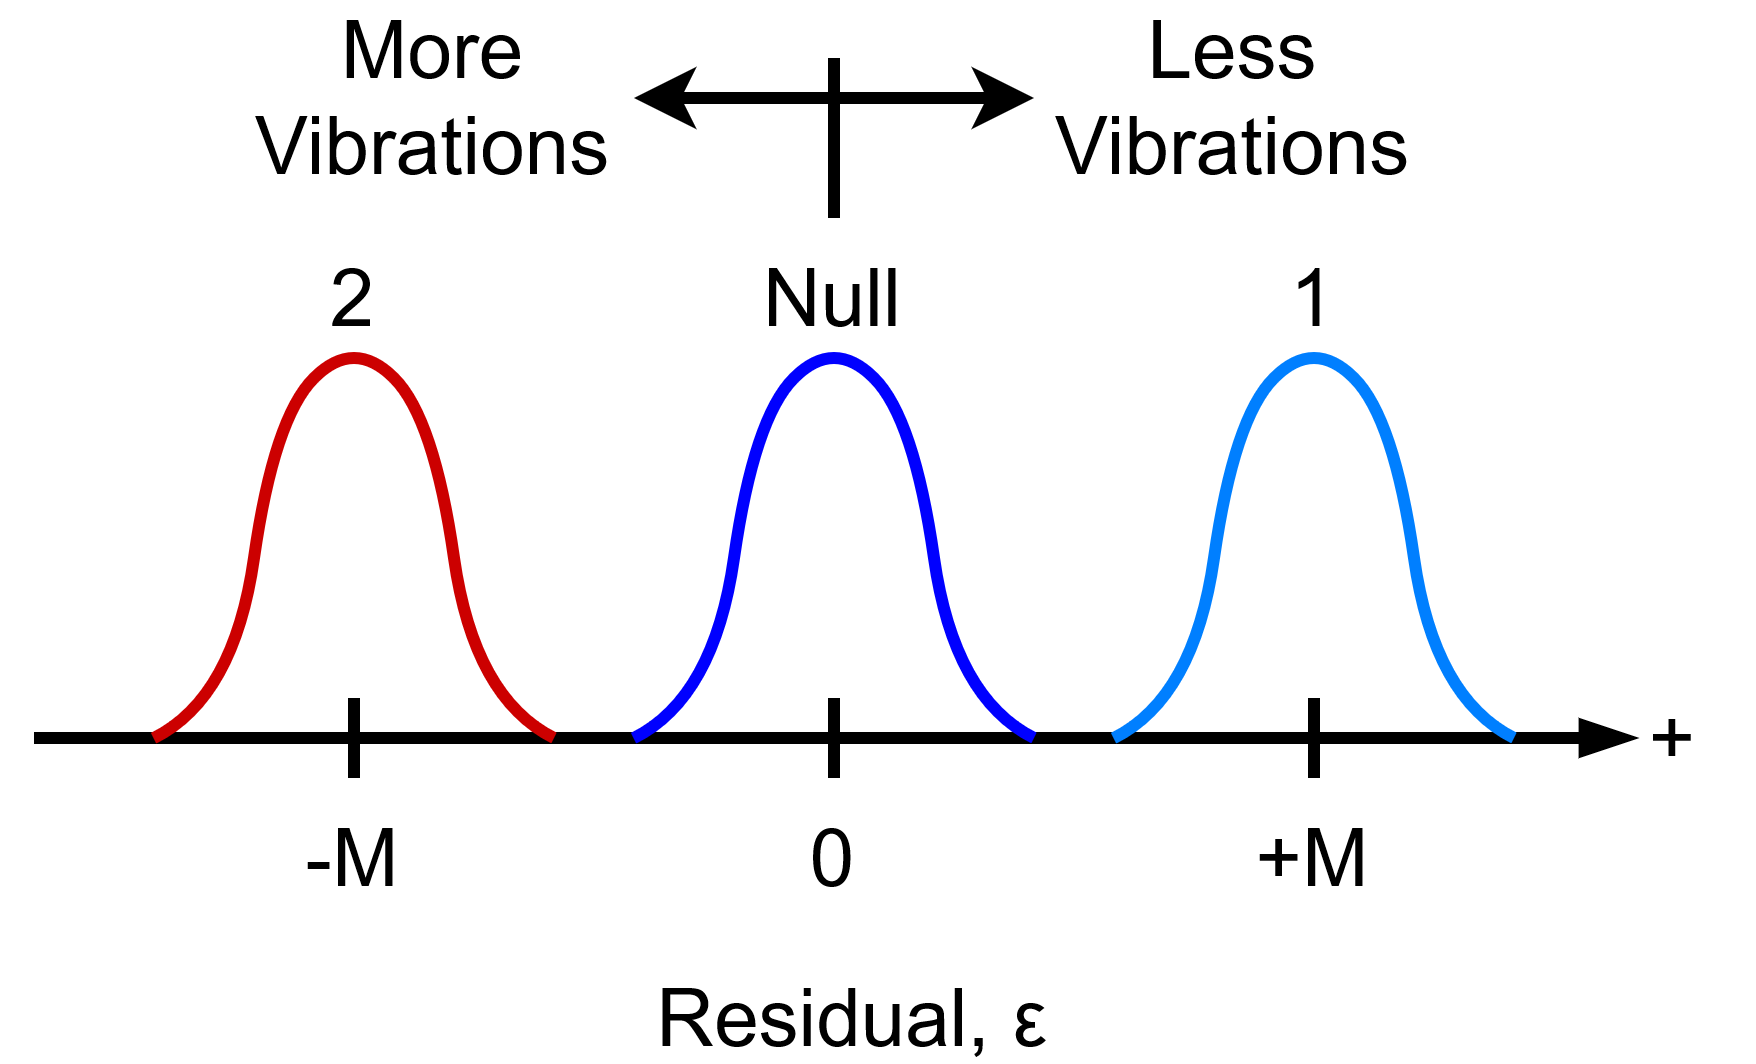 More
Vibrations
Less
Vibrations
2
Null
1
+
-M
0
+M
Residual, ε